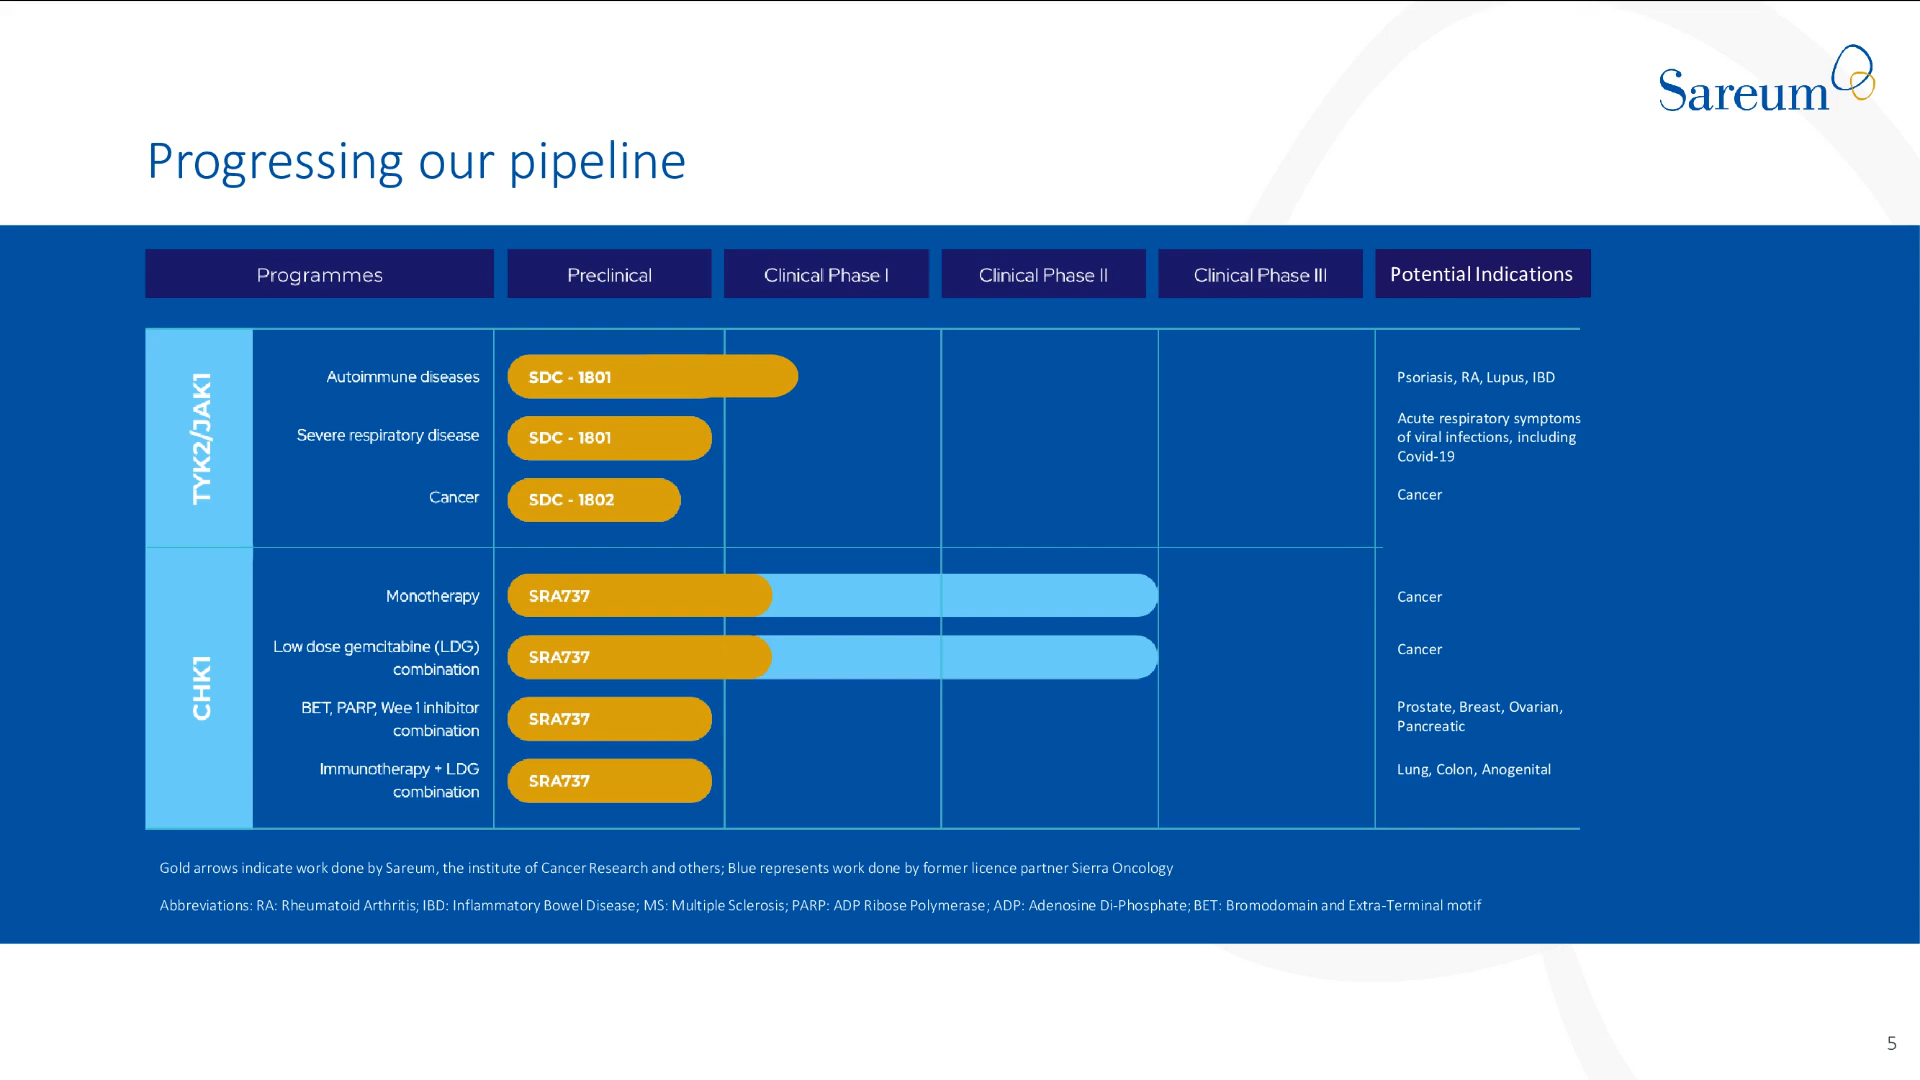 Sareum
Progressing our pipeline
Programmes
Preclinical
Clinical Phase I
Clinical Phase II
Clinical Phase III
Potential Indications
TYK2/JAK1
Autoimmune diseases
SDC - 1801
Psoriasis, RA, Lupus, IBD
Severe respiratory disease
SDC - 1801
Acute respiratory symptoms
of viral infections, including
Covid-19
Cancer
SDC - 1802
Cancer
CHK1
Monotherapy
SRA737
Cancer
Low dose gemcitabine (LDG)
combination
SRA737
Cancer
BET, PARP, Wee 1 inhibitor
combination
SRA737
Prostate, Breast, Ovarian,
Pancreatic
Immunotherapy + LDG
combination
SRA737
Lung, Colon, Anogenital
Gold arrows indicate work done by Sareum, the institute of Cancer Research and others; Blue represents work done by former licence partner Sierra Oncology
Abbreviations: RA: Rheumatoid Arthritis; IBD: Inflammatory Bowel Disease; MS: Multiple Sclerosis; PARP: ADP Ribose Polymerase; ADP: Adenosine Di-Phosphate; BET: Bromodomain and Extra-Terminal motif
5